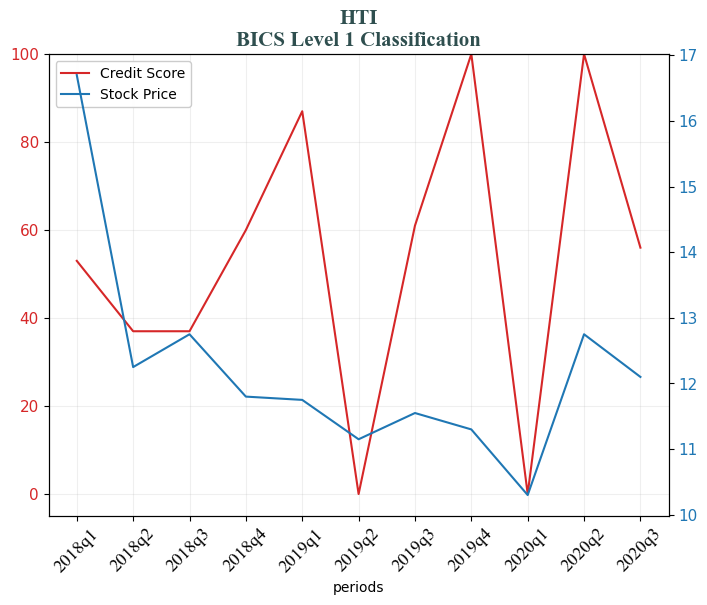 HTI
BICS Level 1 Classification
Credit Score
Stock Price
100
80
60
40
20
0
17
16
15
14
13
12
11
10
2018q1
2018q2
2018q3
2018q4
2019q1
2019q2
2019q3
2019q4
2020q1
2020q2
2020q3
periods